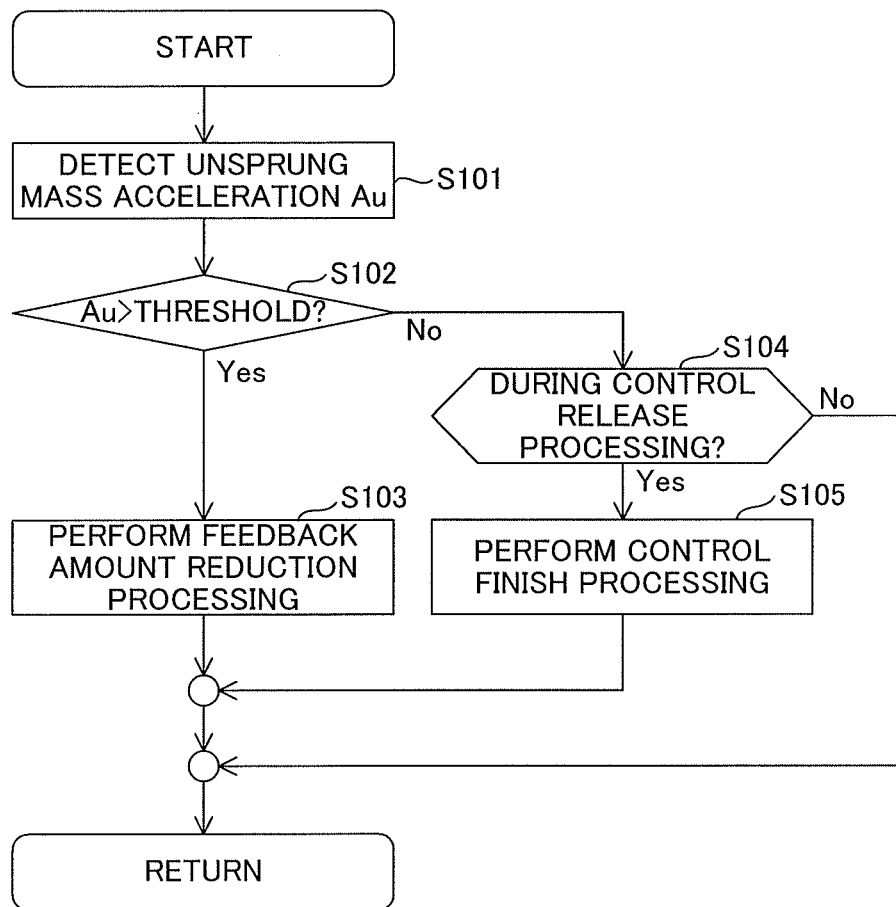 START
DETECT UNSPRUNG
MASS ACCELERATION Au
S101
S102
Au>THRESHOLD?
No
Yes
S104
DURING CONTROL
RELEASE
PROCESSING?
No
Yes
S103
PERFORM FEEDBACK
AMOUNT REDUCTION
PROCESSING
S105
PERFORM CONTROL
FINISH PROCESSING
RETURN